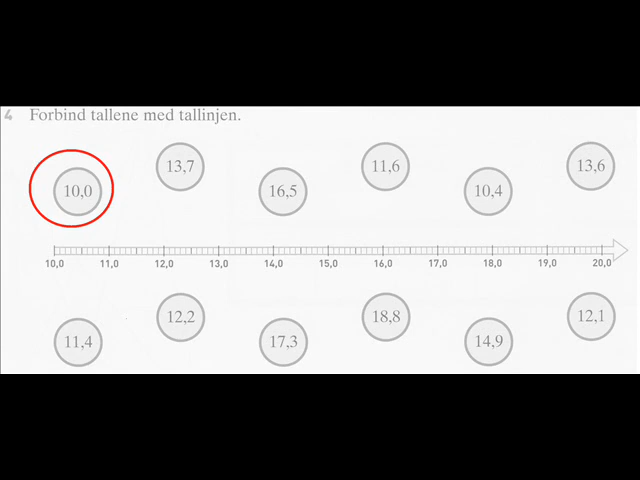 4 Forbind tallene med tallinjen.
13,7 11,6 13,6
10,0 16,5 10,4
10,0 11,0 12,0 13,0 14,0 15,0 16,0 17,0 18,0 19,0 20,0
12,2 18,8 12,1
11,4 17,3 14,9